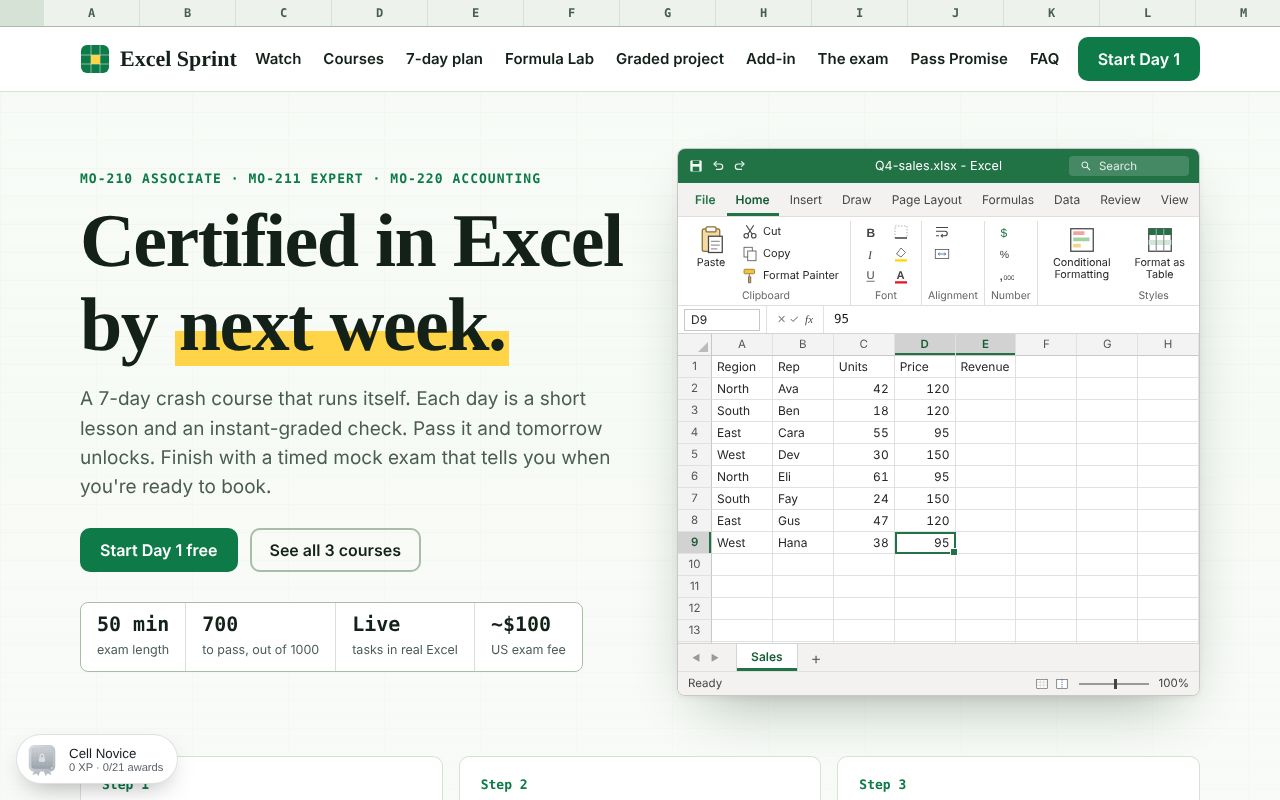 A B C D E F G H I J K L M
Excel Sprint Watch Courses 7-day plan Formula Lab Graded project Add-in The exam Pass Promise FAQ Start Day 1
MO-210 ASSOCIATE · MO-211 EXPERT · MO-220 ACCOUNTING
Certified in Excel
by next week.
A 7-day crash course that runs itself. Each day is a short
lesson and an instant-graded check. Pass it and tomorrow
unlocks. Finish with a timed mock exam that tells you when
you're ready to book.
Start Day 1 free See all 3 courses
50 min 700 Live ~$100
exam length to pass, out of 1000 tasks in real Excel US exam fee
Q4-sales.xlsx - Excel Search
File Home Insert Draw Page Layout Formulas Data Review View
Paste Cut Copy Format Painter
B I U A
$ % ,000
Conditional Formatting
Format as Table
Clipboard Font Alignment Number Styles
D9 fx 95
A B C D E F G H
1 Region Rep Units Price Revenue
2 North Ava 42 120
3 South Ben 18 120
4 East Cara 55 95
5 West Dev 30 150
6 North Eli 61 95
7 South Fay 24 150
8 East Gus 47 120
9 West Hana 38 95
10
11
12
13
Sales +
Ready 100%
Cell Novice
0 XP · 0/21 awards
Step 1 Step 2 Step 3